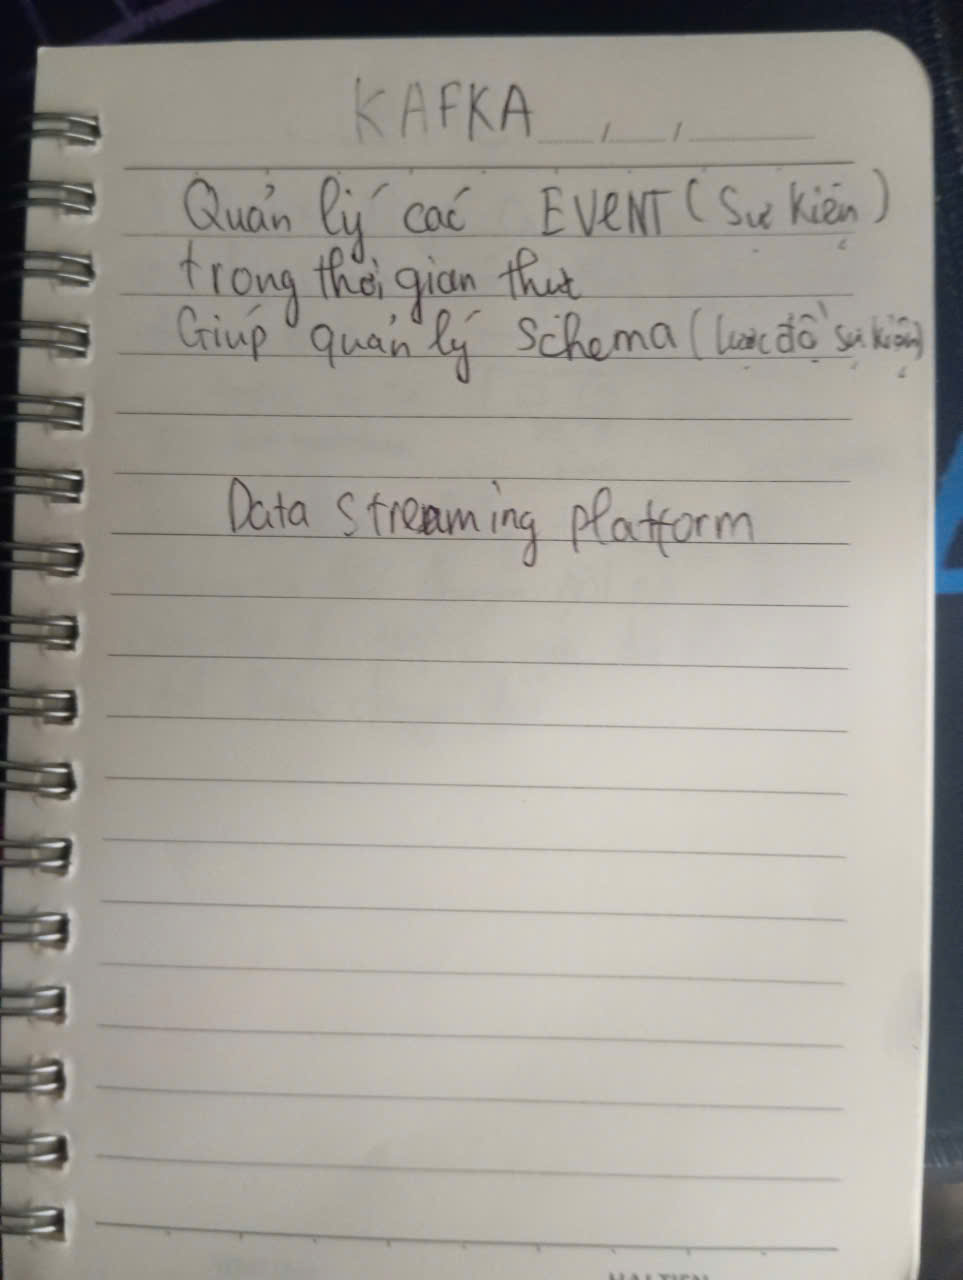 KAFKA
Quản lý các EVENT (Sự kiện)
trong thời gian thực
Giúp quản lý Schema (lược đồ sự kiện)
Data streaming platform